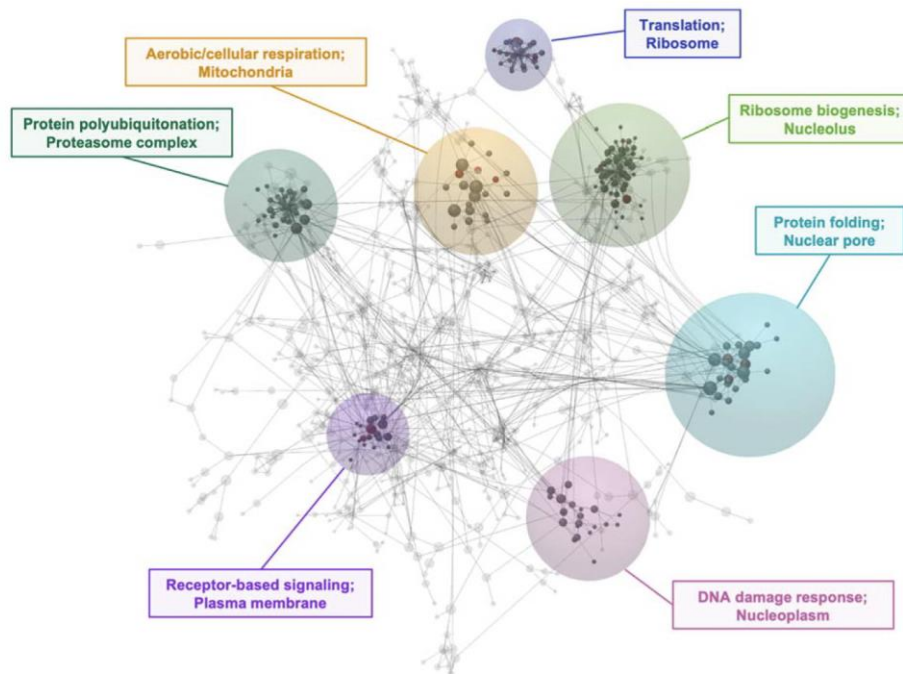 Translation;
Ribosome
Aerobic/cellular respiration;
Mitochondria
Ribosome biogenesis;
Nucleolus
Protein polyubiquitonation;
Proteasome complex
Protein folding;
Nuclear pore
Receptor-based signaling;
Plasma membrane
DNA damage response;
Nucleoplasm